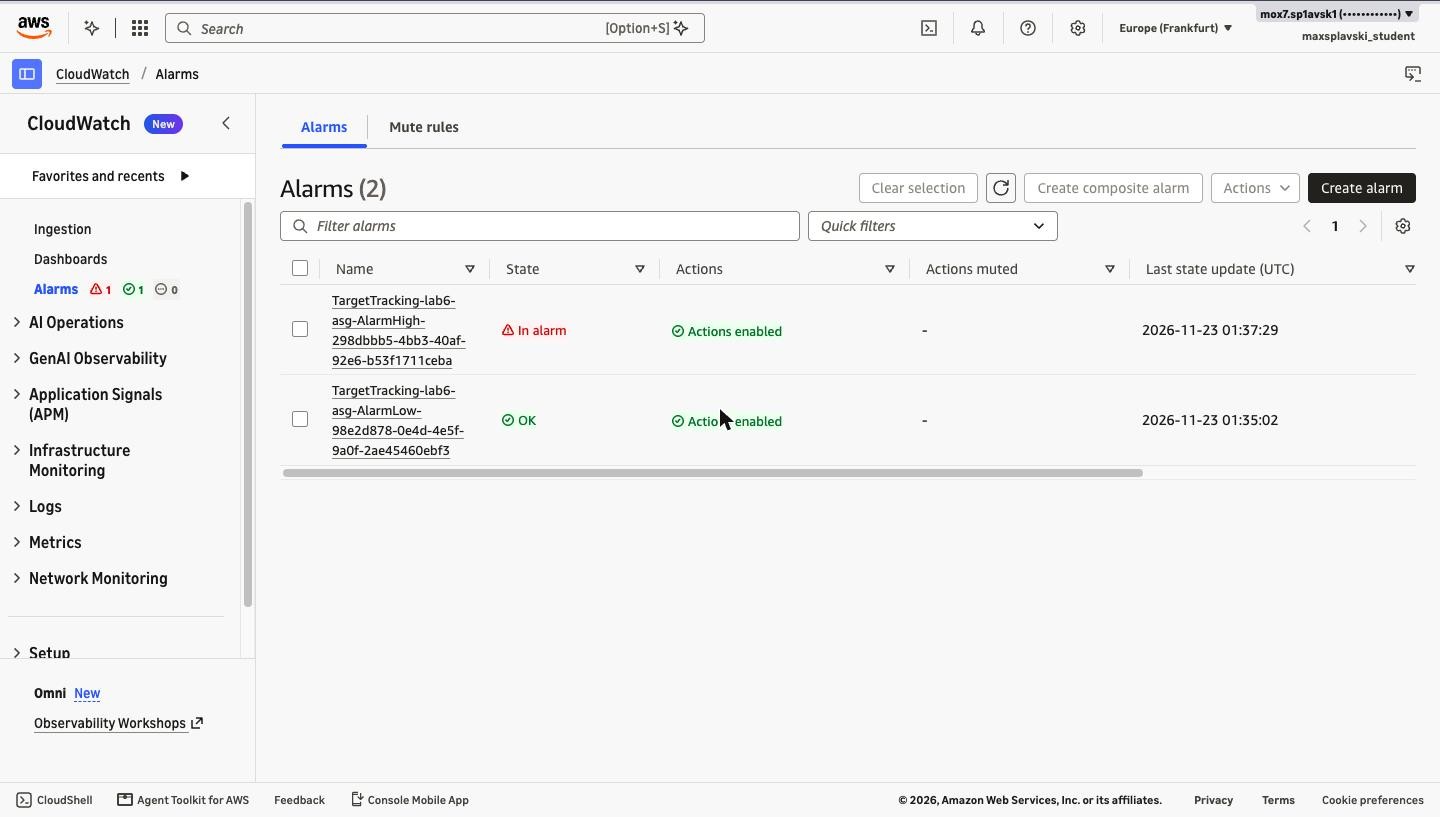 aws
Search
[Option+S]
Europe (Frankfurt)
mox7.sp1avsk1 (••••••••••••)
maxsplavski_student
CloudWatch / Alarms
CloudWatch
New
Favorites and recents
Ingestion
Dashboards
Alarms 1 1 0
AI Operations
GenAI Observability
Application Signals
(APM)
Infrastructure
Monitoring
Logs
Metrics
Network Monitoring
Setup
Omni New
Observability Workshops
Alarms
Mute rules
Alarms (2)
Clear selection
Create composite alarm
Actions
Create alarm
Filter alarms
Quick filters
1
Name
State
Actions
Actions muted
Last state update (UTC)
TargetTracking-lab6-
asg-AlarmHigh-
298dbbb5-4bb3-40af-
92e6-b53f1711ceba
In alarm
Actions enabled
-
2026-11-23 01:37:29
TargetTracking-lab6-
asg-AlarmLow-
98e2d878-0e4d-4e5f-
9a0f-2ae45460ebf3
OK
Actions enabled
-
2026-11-23 01:35:02
CloudShell
Agent Toolkit for AWS
Feedback
Console Mobile App
© 2026, Amazon Web Services, Inc. or its affiliates.
Privacy
Terms
Cookie preferences